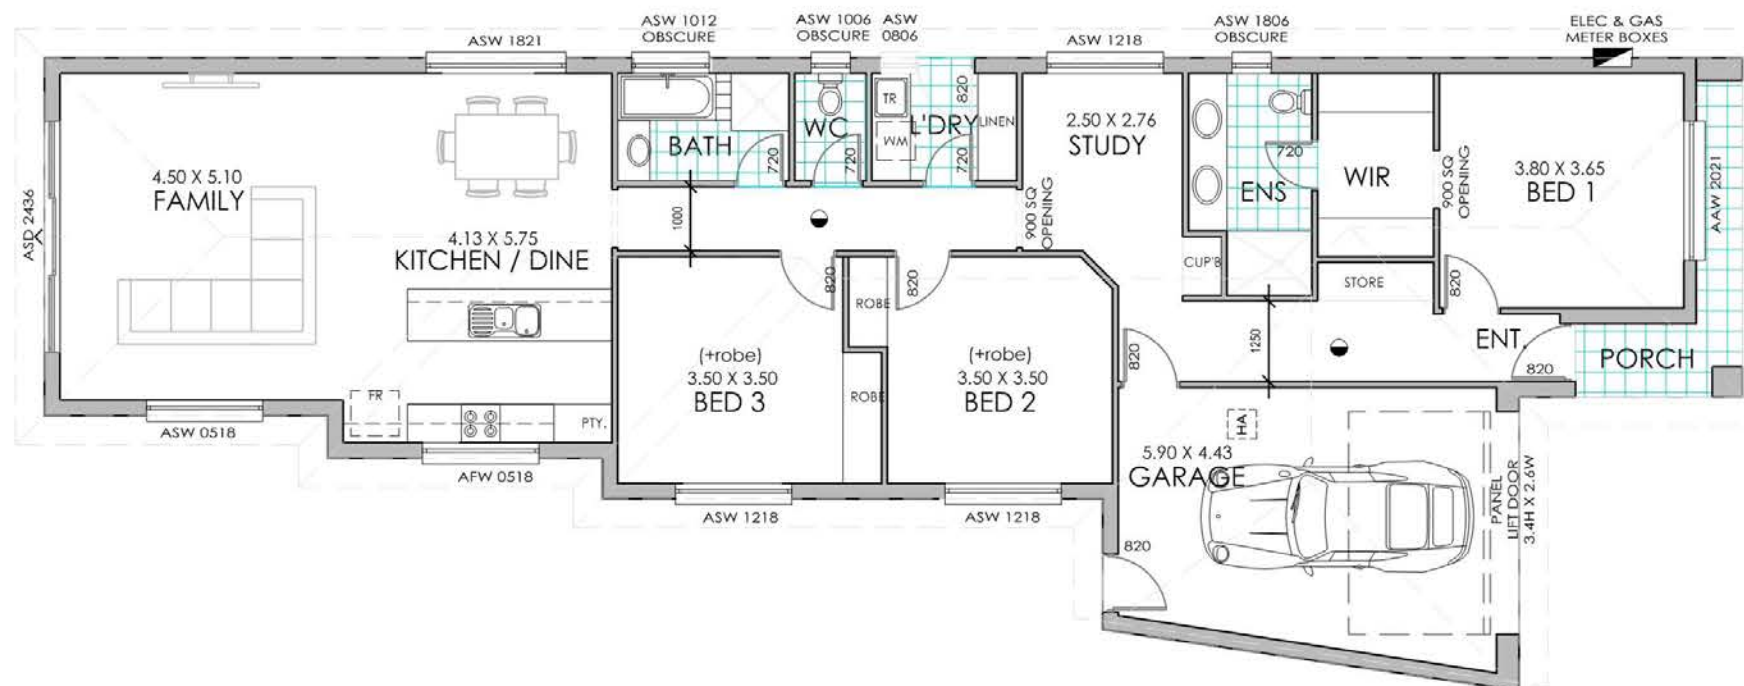 ASW 1821
ASW 1012
OBSCURE
ASW 1006
OBSCURE
ASW
0806
ASW 1218
ASW 1806
OBSCURE
ELEC & GAS
METER BOXES
ASD 2436
4.50 X 5.10
FAMILY
4.13 X 5.75
KITCHEN / DINE
FR
PTY.
ASW 0518
AFW 0518
BATH
720
WC
720
TR
WM
L'DRY
820
720
LINEN
1000
900 SQ
OPENING
2.50 X 2.76
STUDY
CUP'B
ENS
720
WIR
STORE
900 SQ
OPENING
3.80 X 3.65
BED 1
AAW 2021
820
820
ROBE
820
ROBE
(+robe)
3.50 X 3.50
BED 3
(+robe)
3.50 X 3.50
BED 2
ASW 1218
ASW 1218
820
1250
ENT.
820
PORCH
HA
5.90 X 4.43
GARAGE
820
PANEL
LIFT DOOR
3.4H X 2.6W